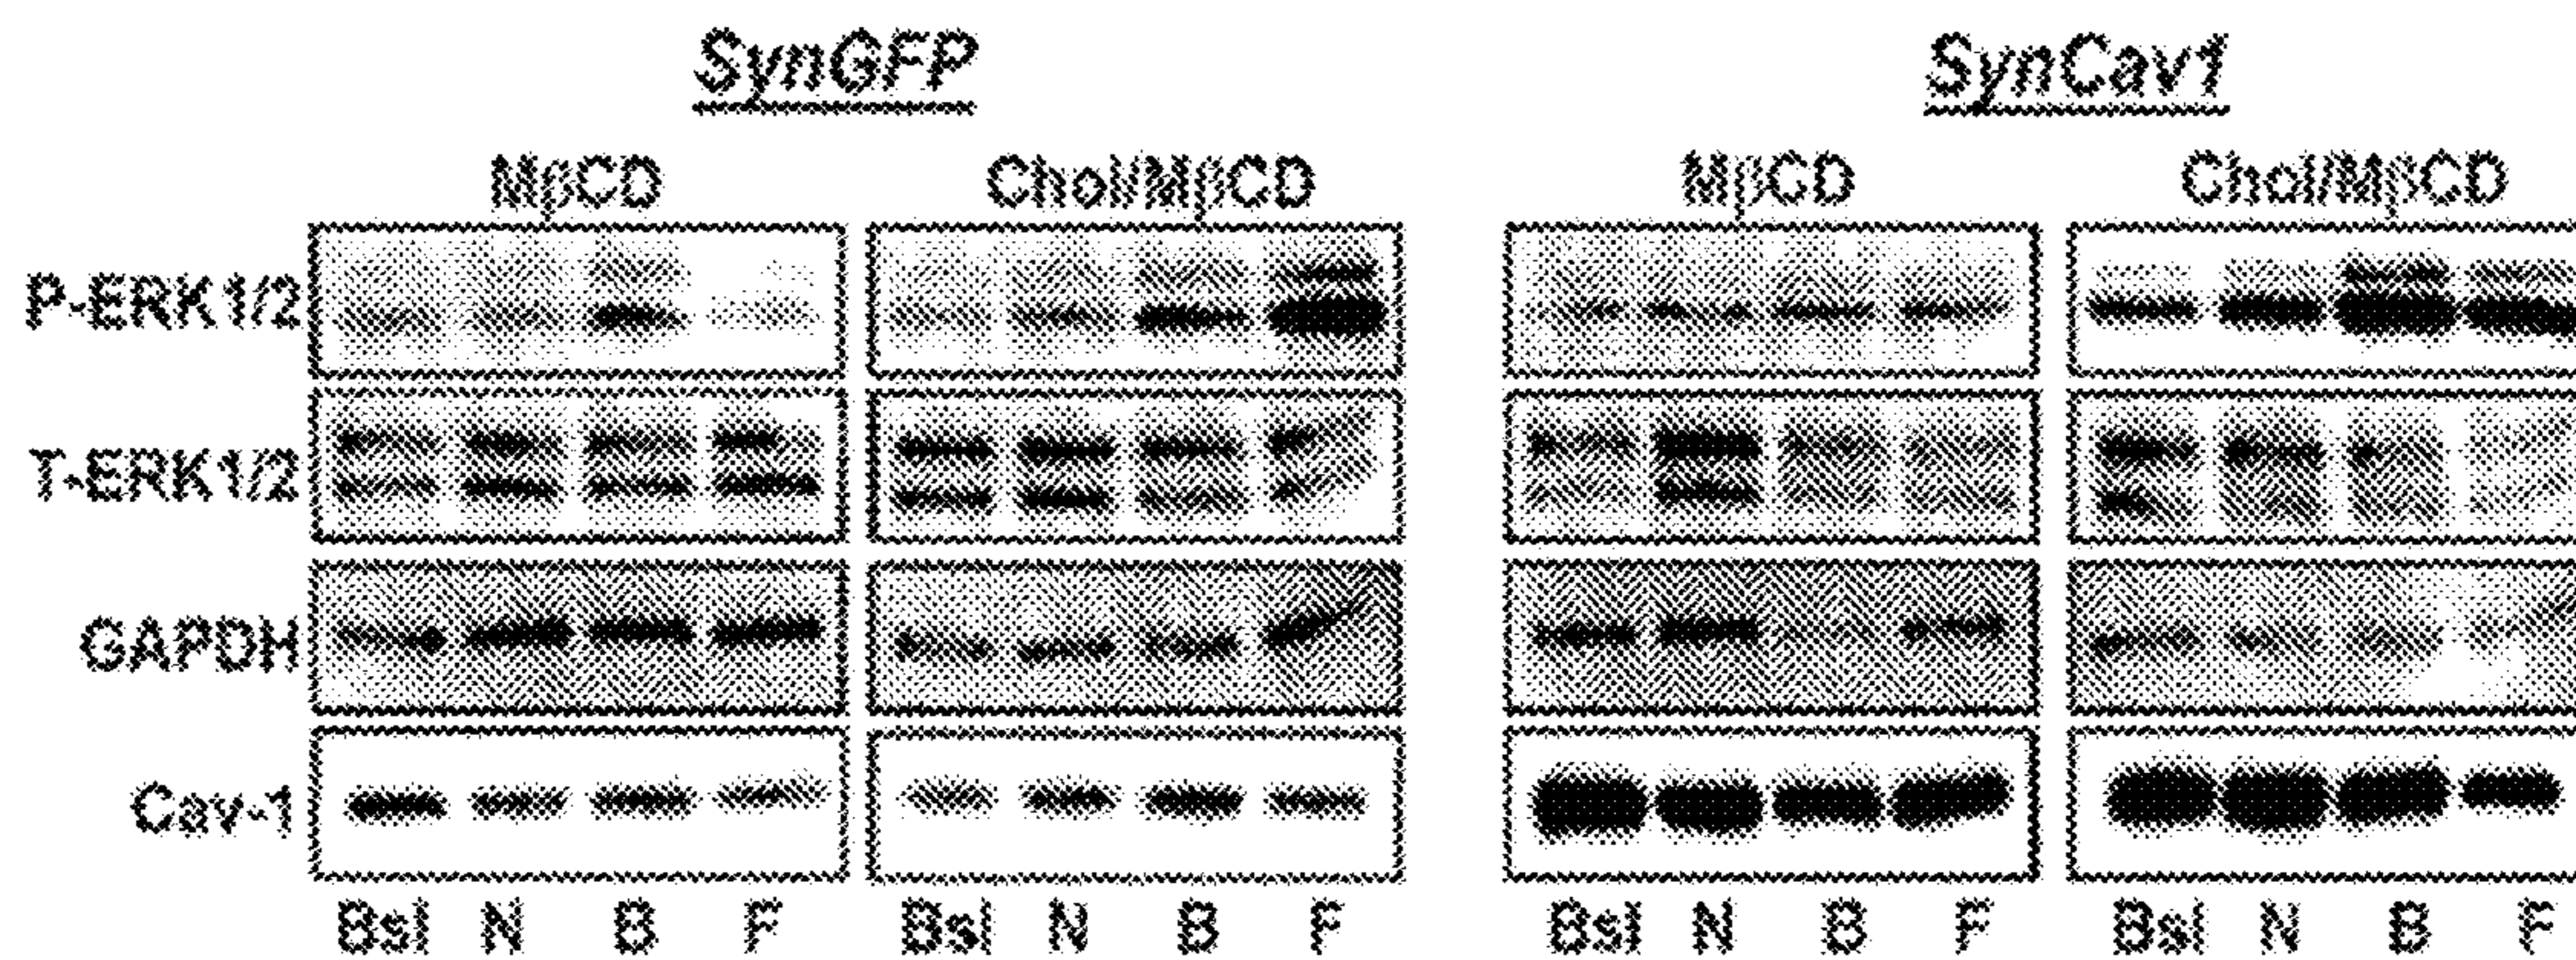 SynGFP SynCav1
MβCD Chol/MβCD MβCD Chol/MβCD
P-ERK1/2
T-ERK1/2
GAPDH
Cav-1
Bsl N B F Bsl N B F Bsl N B F Bsl N B F